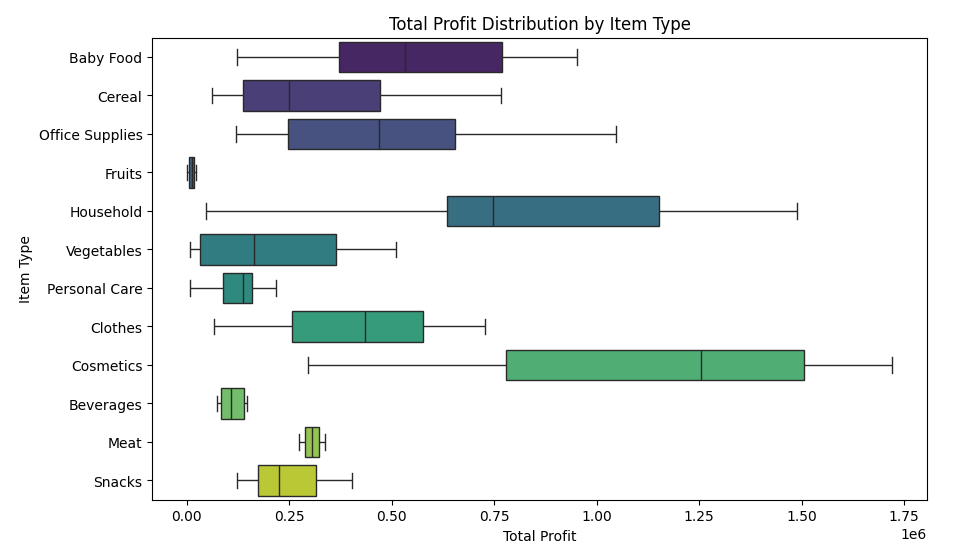 Total Profit Distribution by Item Type
Baby Food
Cereal
Office Supplies
Fruits
Household
Vegetables
Personal Care
Clothes
Cosmetics
Beverages
Meat
Snacks
Item Type
0.00 0.25 0.50 0.75 1.00 1.25 1.50 1.75
1e6
Total Profit